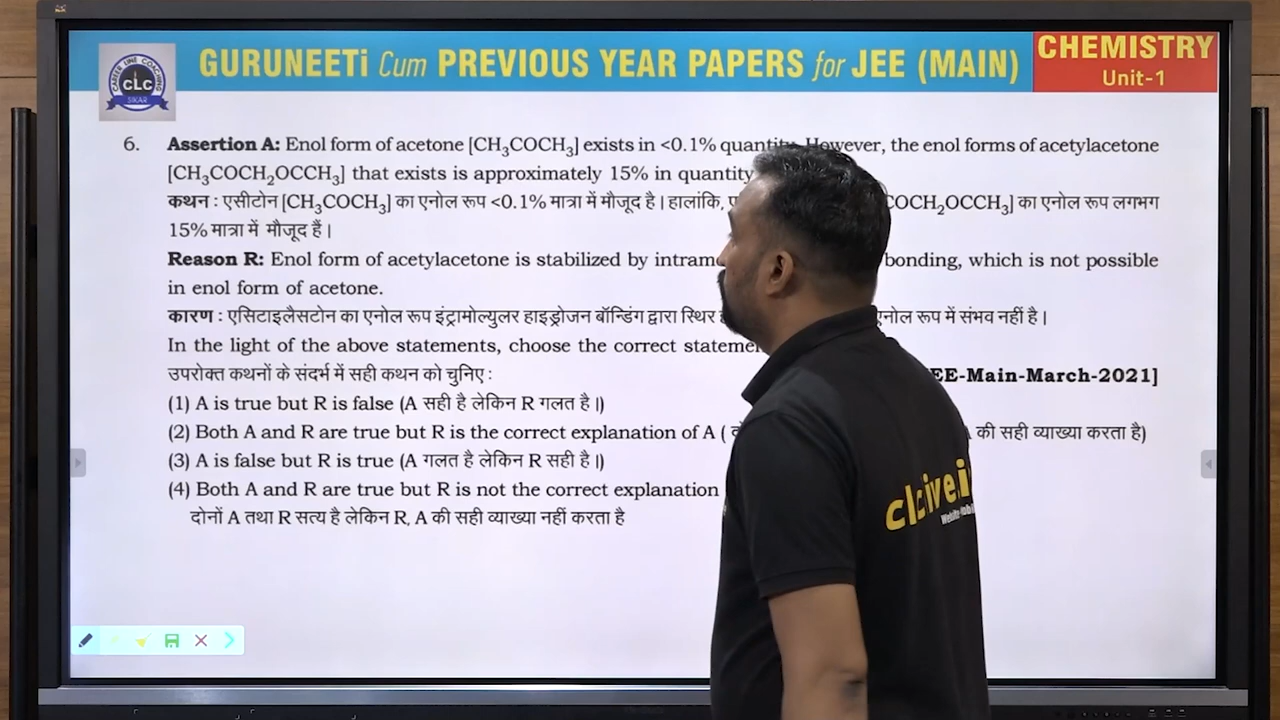 GURUNEETi Cum PREVIOUS YEAR PAPERS for JEE (MAIN)
CHEMISTRY
Unit-1
CAREER LINE COACHING
CLC
SIKAR
6. Assertion A: Enol form of acetone [CH₃COCH₃] exists in <0.1% quantity. However, the enol forms of acetylacetone
[CH₃COCH₂OCCH₃] that exists is approximately 15% in quantity
कथन : एसीटोन [CH₃COCH₃] का एनोल रूप <0.1% मात्रा में मौजूद है। हालांकि, COCH₂OCCH₃] का एनोल रूप लगभग
15% मात्रा में मौजूद हैं।
Reason R: Enol form of acetylacetone is stabilized by bonding, which is not possible
in enol form of acetone.
कारण : एसिटाइलैसटोन का एनोल रूप इंट्रामोल्युलर हाइड्रोजन बॉन्डिंग द्वारा स्थिर रूप में संभव नहीं है।
In the light of the above statements, choose the correct
उपरोक्त कथनों के संदर्भ में सही कथन को चुनिए :
EE-Main-March-2021]
(1) A is true but R is false (A सही है लेकिन R गलत है।)
(2) Both A and R are true but R is the correct explanation of A ( की सही व्याख्या करता है)
(3) A is false but R is true (A गलत है लेकिन R सही है।)
(4) Both A and R are true but R is not the correct explanation
दोनों A तथा R सत्य है लेकिन R, A की सही व्याख्या नहीं करता है